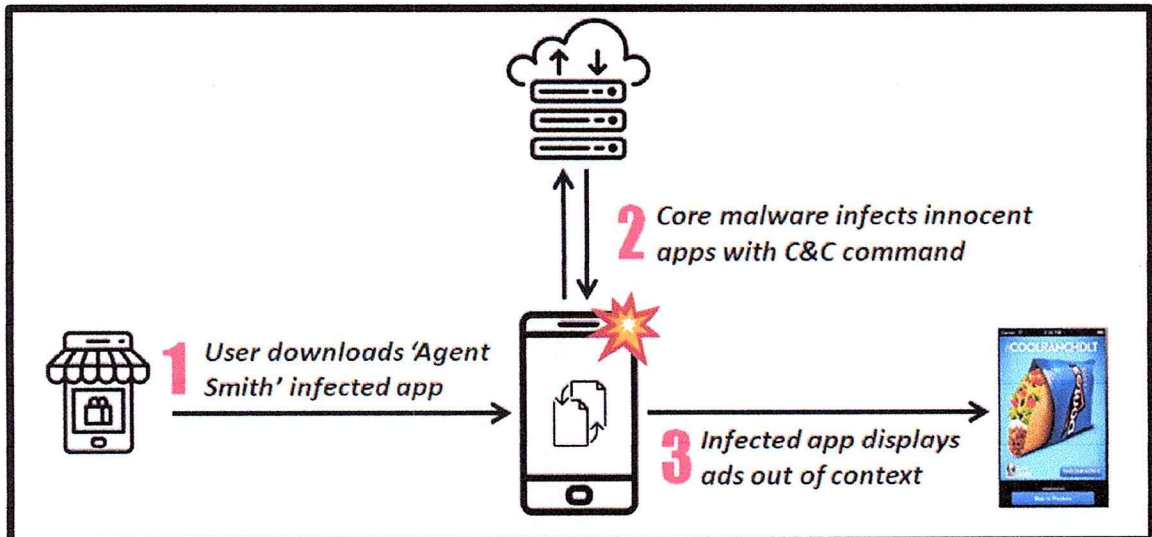 2 Core malware infects innocent
apps with C&C command
1 User downloads ‘Agent
Smith’ infected app
3 Infected app displays
ads out of context
COOLRANCHDLT